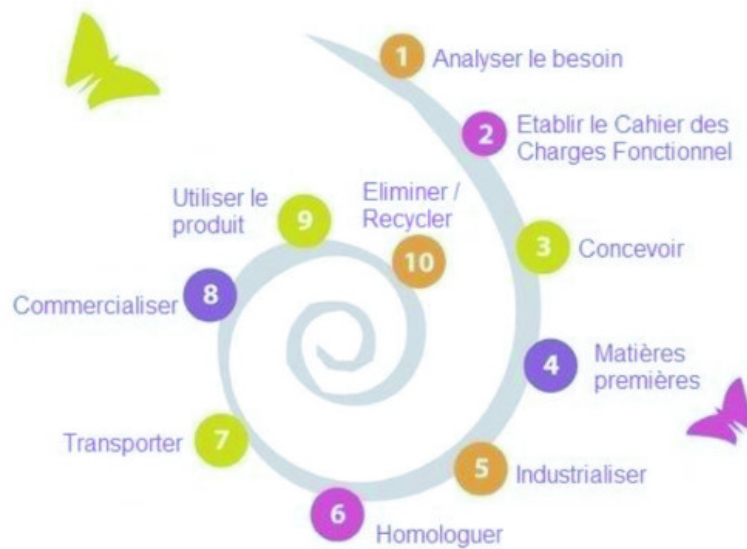 1 Analyser le besoin
2 Etablir le Cahier des
Charges Fonctionnel
3 Concevoir
4 Matières
premières
5 Industrialiser
6 Homologuer
7 Transporter
8 Commercialiser
9 Utiliser le
produit
10 Eliminer /
Recycler